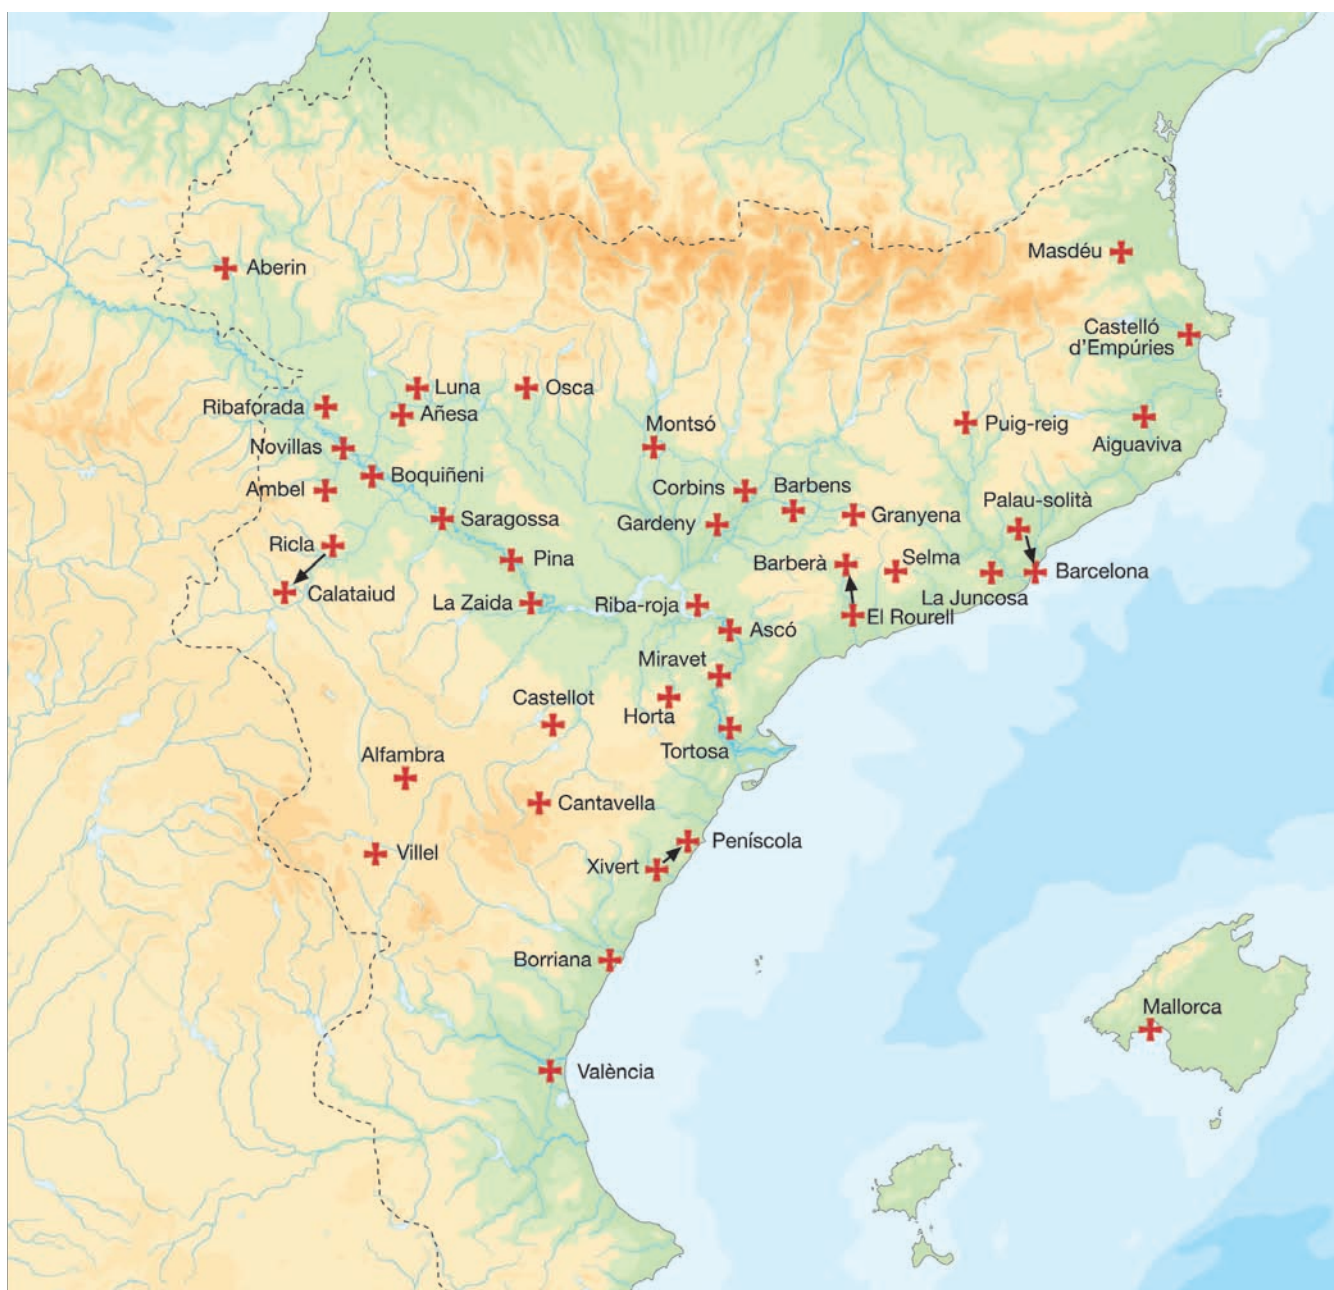 Masdéu
Aberin
Castelló
d'Empúries
Luna
Osca
Ribaforada
Añesa
Puig-reig
Montsó
Aiguaviva
Novillas
Boquiñeni
Ambel
Corbins
Barbens
Palau-solità
Saragossa
Gardeny
Granyena
Ricla
Pina
Barberà
Selma
Barcelona
Calataiud
La Zaida
Riba-roja
La Juncosa
El Rourell
Ascó
Miravet
Castellot
Horta
Tortosa
Alfambra
Cantavella
Peníscola
Villel
Xivert
Borriana
Mallorca
València